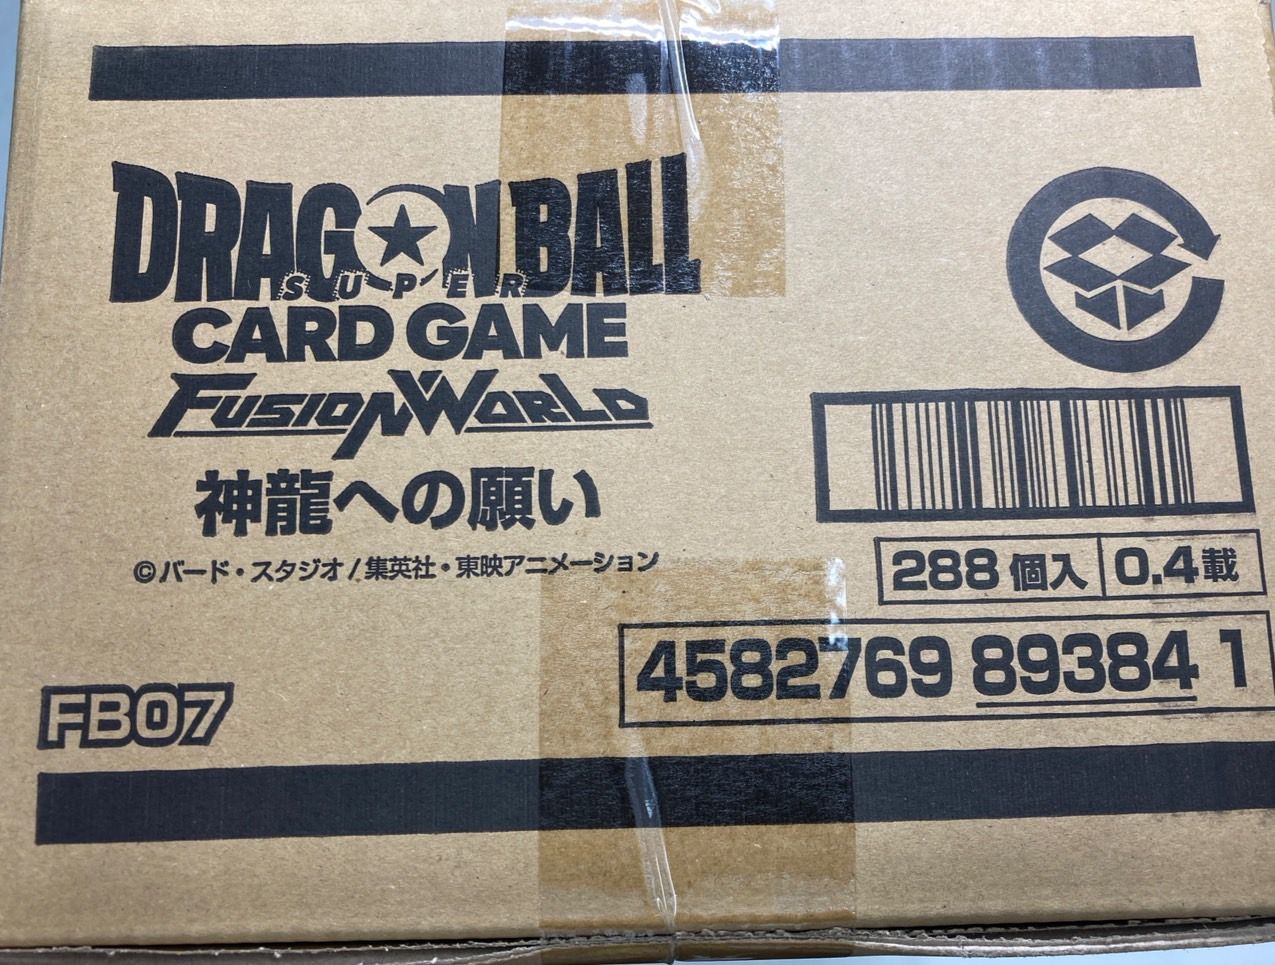 DRAGON BALL
SUPER
CARD GAME
FUSION WORLD
神龍への願い
©バード・スタジオ/集英社・東映アニメーション
288 個入 0.4載
4582769 89384 1
FB07